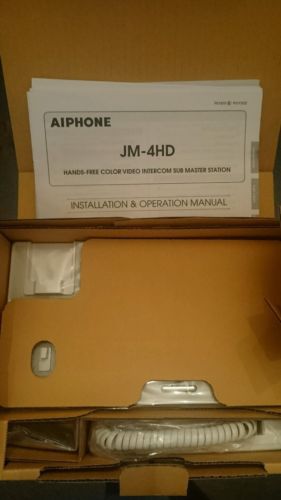 AIPHONE
JM-4HD
HANDS-FREE COLOR VIDEO INTERCOM SUB MASTER STATION
INSTALLATION & OPERATION MANUAL